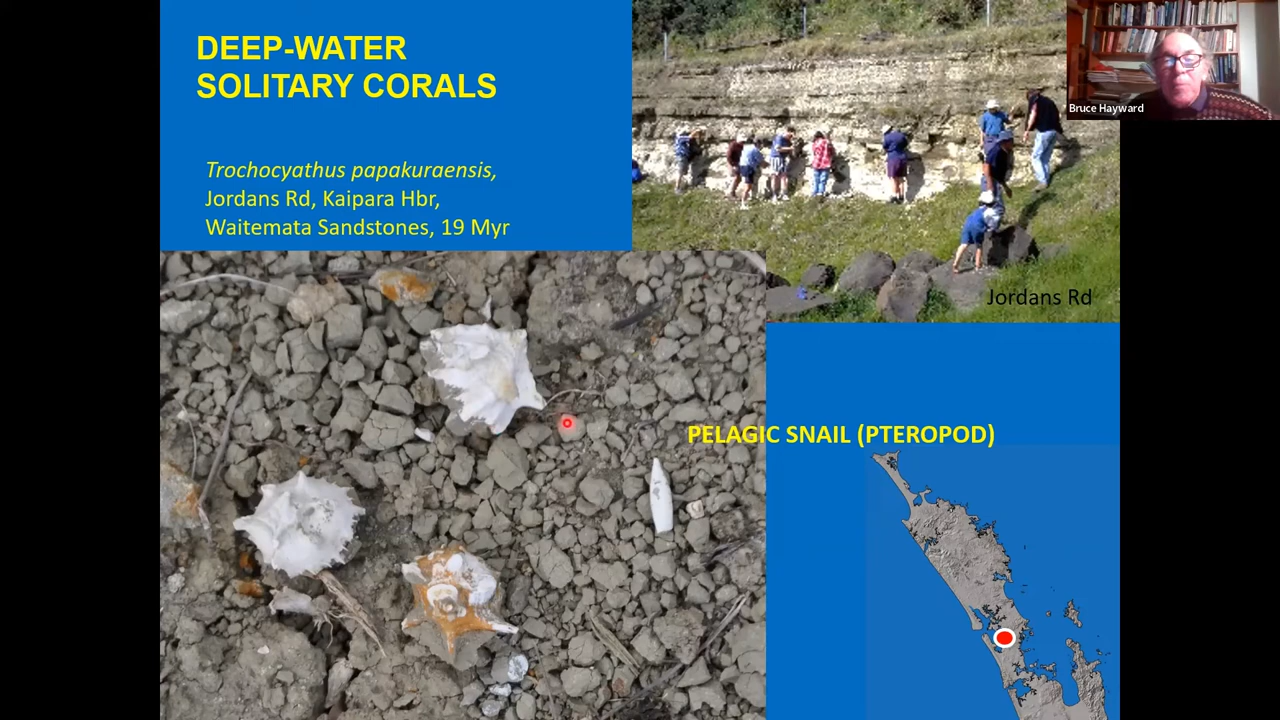 DEEP-WATER
SOLITARY CORALS
Trochocyathus papakuraensis,
Jordans Rd, Kaipara Hbr,
Waitemata Sandstones, 19 Myr
Bruce Hayward
Jordans Rd
PELAGIC SNAIL (PTEROPOD)